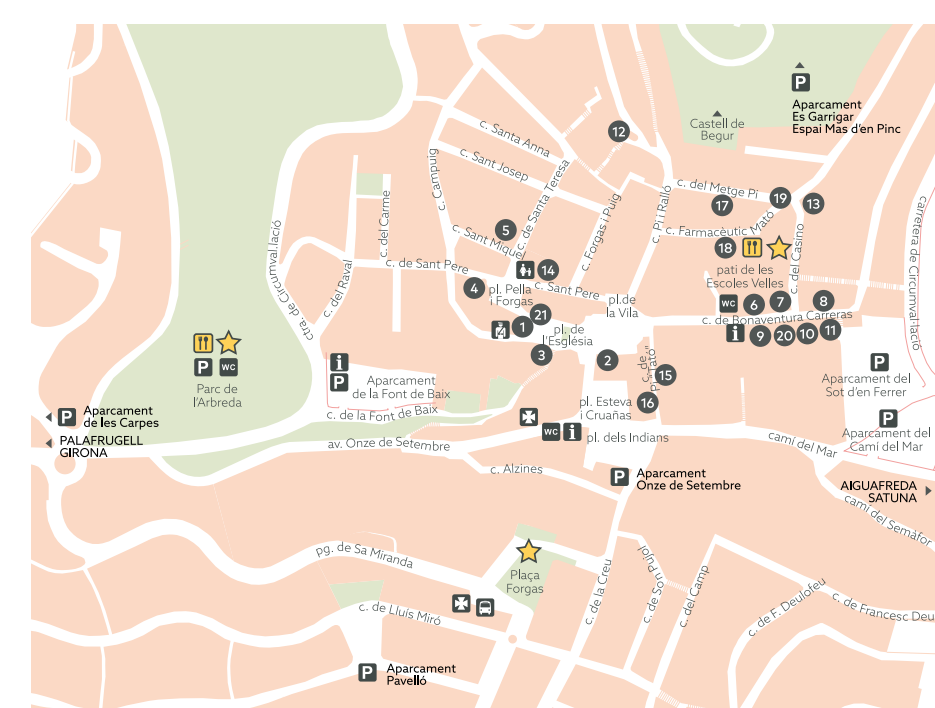 P
Aparcament
Es Garrigar
Espai Mas d'en Pinc
Castell de
Begur
12
c. Santa Anna
c. Sant Josep
c. Campuig
c. de Santa Teresa
c. Forgas i Puig
c. Pi i Ralló
c. del Metge Pi
17
19
13
c. Farmacèutic Mató
c. del Casino
carretera de Circumval·lació
5
c. Sant Miquel
18
pati de les
Escoles Velles
c. del Carme
c. de Sant Pere
ctra. de Circumval·lació
c. del Raval
14
c. Sant Pere
4
pl. Pella
i Forgas
pl.de
la Vila
WC
6
7
8
c. de Bonaventura Carreras
i
9
20
10
11
21
1
pl. de
l'Església
3
2
c. de
Pi "Tató"
15
16
P
WC
Parc de
l'Arbreda
i
P
Aparcament
de la Font de Baix
c. de la Font de Baix
P
Aparcament del
Sot d'en Ferrer
P
Aparcament del
Camí del Mar
P
Aparcament
de les Carpes
PALAFRUGELL
GIRONA
pl. Esteva
i Cruañas
WC
i
pl. dels Indians
av. Onze de Setembre
camí del Mar
c. Alzines
P
Aparcament
Onze de Setembre
AIGUAFREDA
SATUNA
camí del Semàfor
pg. de Sa Miranda
Plaça
Forgas
c. de la Creu
c. de Son Pujol
c. del Camp
c. de F. Deulofeu
c. de Francesc Deu
c. de Lluís Miró
P
Aparcament
Pavelló